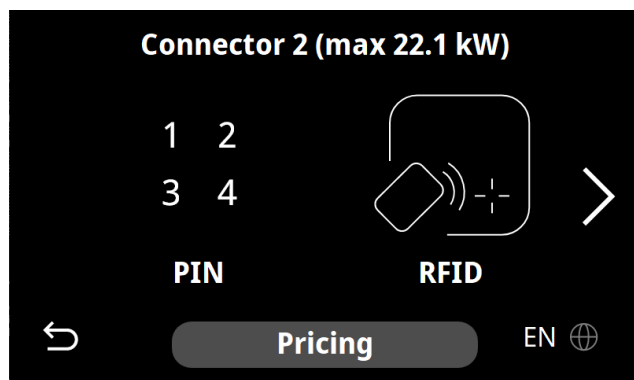 Connector 2 (max 22.1 kW)
1 2
3 4
PIN
RFID
Pricing
EN